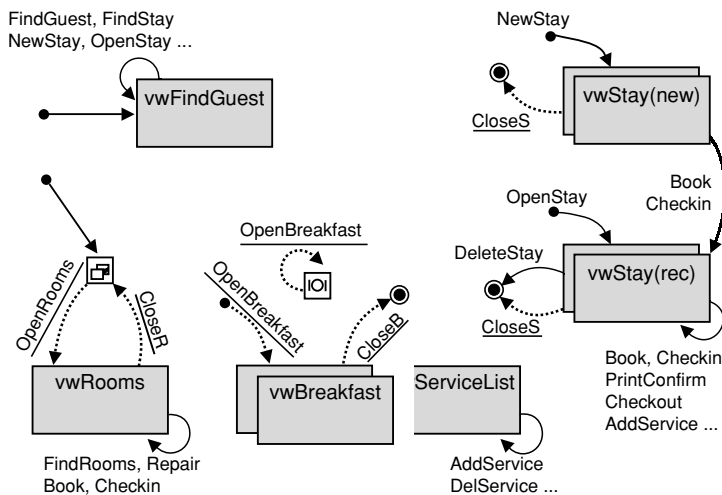 FindGuest, FindStay
NewStay, OpenStay ...
vwFindGuest
NewStay
vwStay(new)
CloseS
Book
Checkin
OpenStay
DeleteStay
vwStay(rec)
CloseS
Book, Checkin
PrintConfirm
Checkout
AddService ...
OpenRooms
CloseR
vwRooms
FindRooms, Repair
Book, Checkin
OpenBreakfast
IOI
OpenBreakfast
CloseB
vwBreakfast
ServiceList
AddService
DelService ...